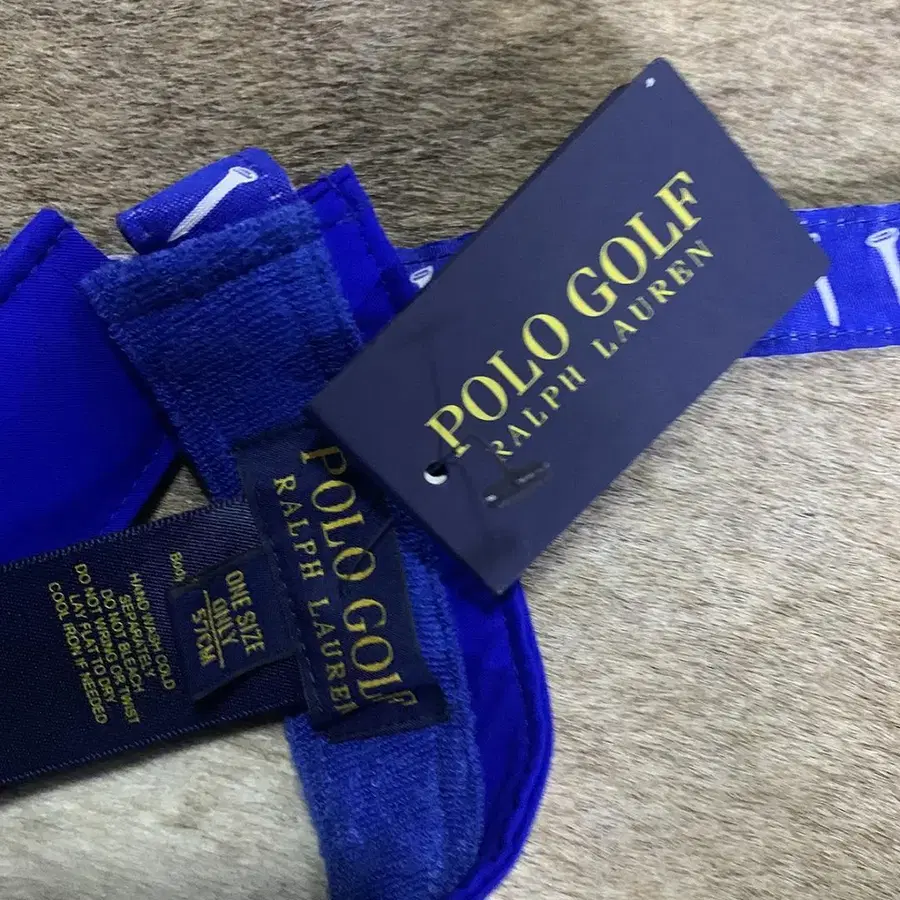 POLO GOLF
RALPH LAUREN
POLO GOLF
RALPH LAUREN
ONE SIZE
ONLY
57CM
HAND WASH COLD
SEPARATELY
DO NOT BLEACH
DO NOT WRING OR TWIST
LAY FLAT TO DRY
COOL IRON IF NEEDED